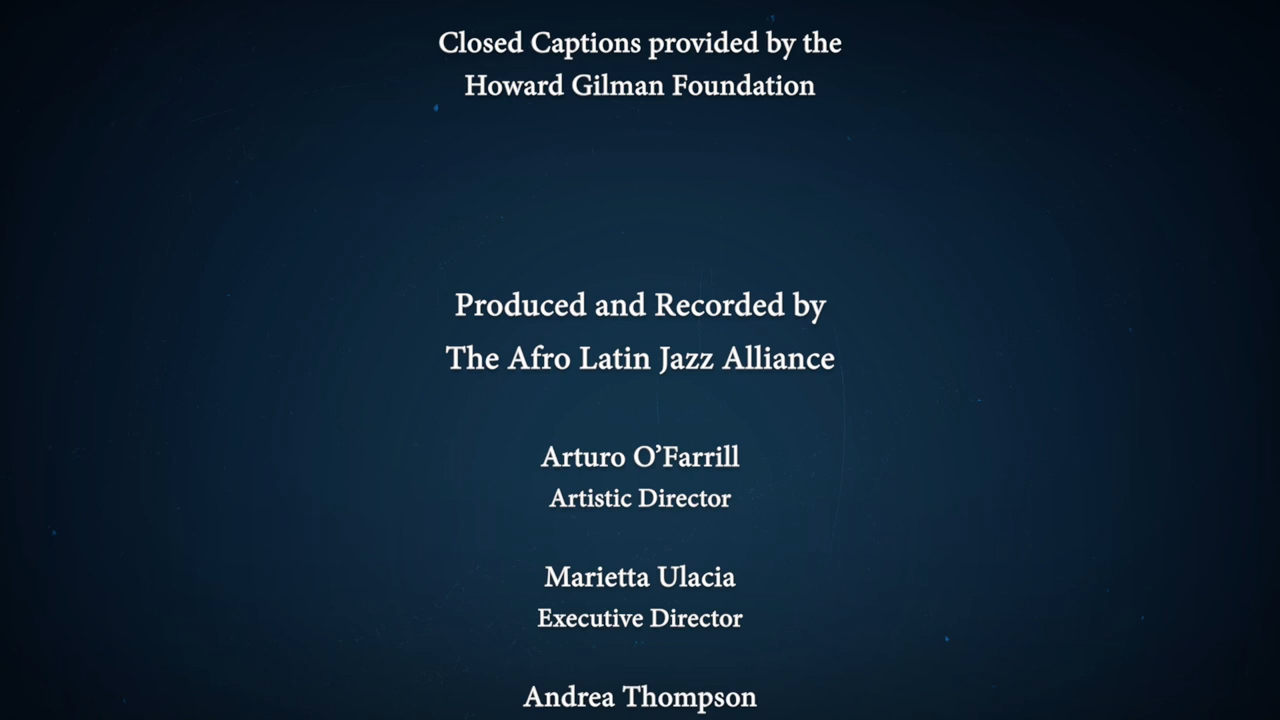 Closed Captions provided by the
Howard Gilman Foundation
Produced and Recorded by
The Afro Latin Jazz Alliance
Arturo O’Farrill
Artistic Director
Marietta Ulacia
Executive Director
Andrea Thompson